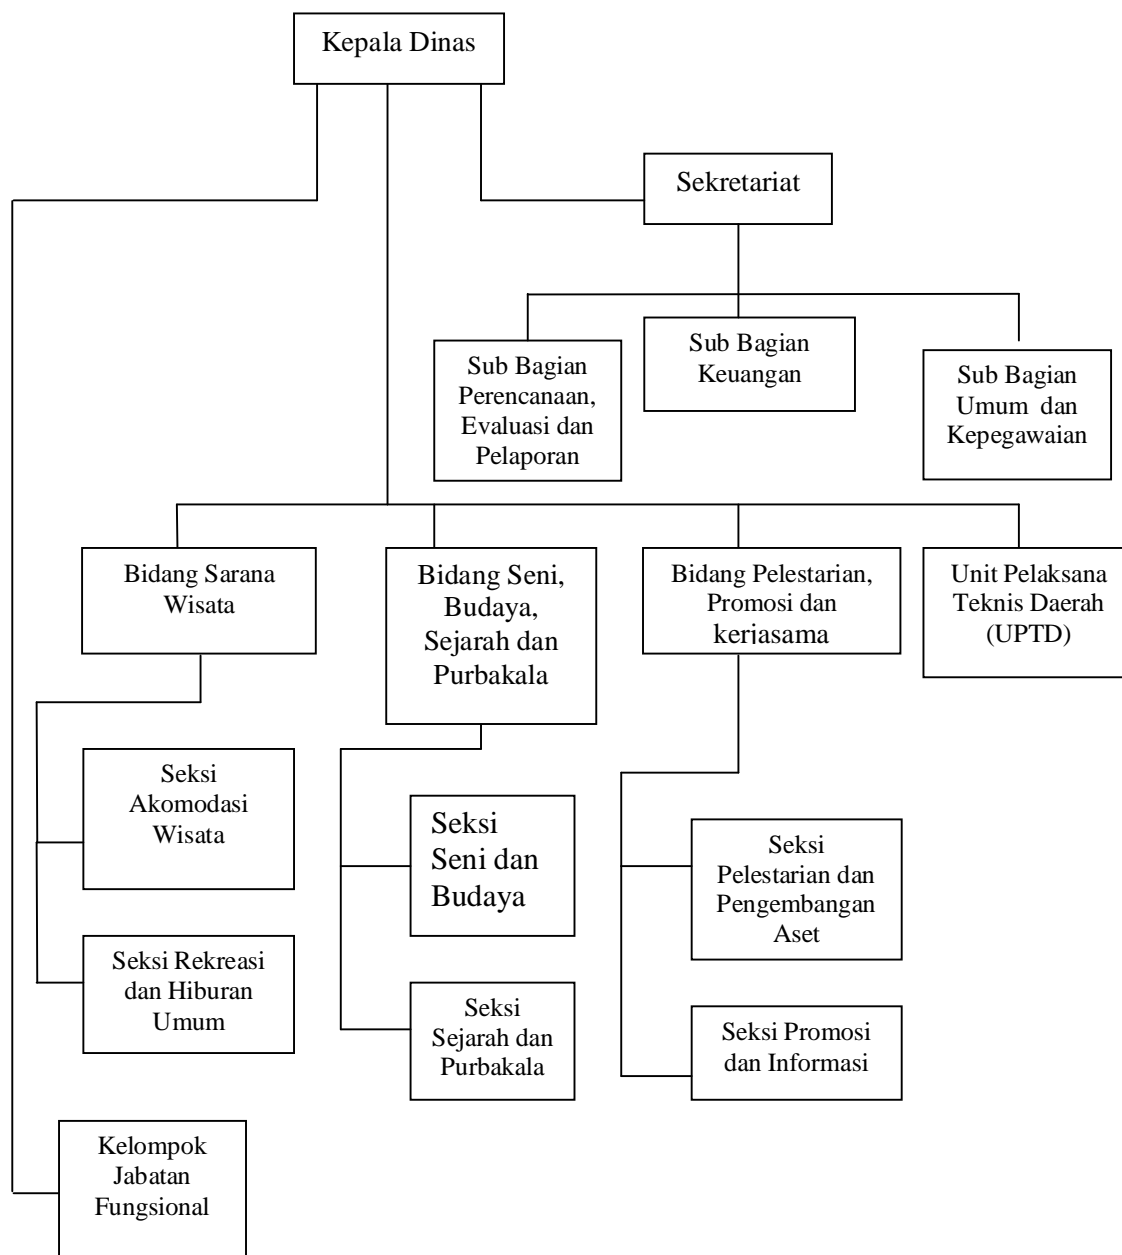 Kepala Dinas
Sekretariat
Sub Bagian
Perencanaan,
Evaluasi dan
Pelaporan
Sub Bagian
Keuangan
Sub Bagian
Umum dan
Kepegawaian
Bidang Sarana
Wisata
Bidang Seni,
Budaya,
Sejarah dan
Purbakala
Bidang Pelestarian,
Promosi dan
kerjasama
Unit Pelaksana
Teknis Daerah
(UPTD)
Seksi
Akomodasi
Wisata
Seksi Rekreasi
dan Hiburan
Umum
Seksi
Seni dan
Budaya
Seksi
Sejarah dan
Purbakala
Seksi
Pelestarian dan
Pengembangan
Aset
Seksi Promosi
dan Informasi
Kelompok
Jabatan
Fungsional